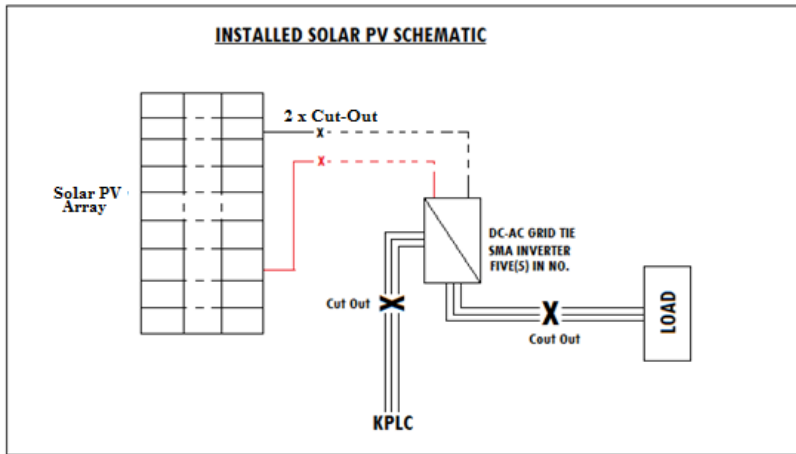 INSTALLED SOLAR PV SCHEMATIC
2 x Cut-Out
Solar PV
Array
DC-AC GRID TIE
SMA INVERTER
FIVE(5) IN NO.
Cut Out
Cout Out
LOAD
KPLC